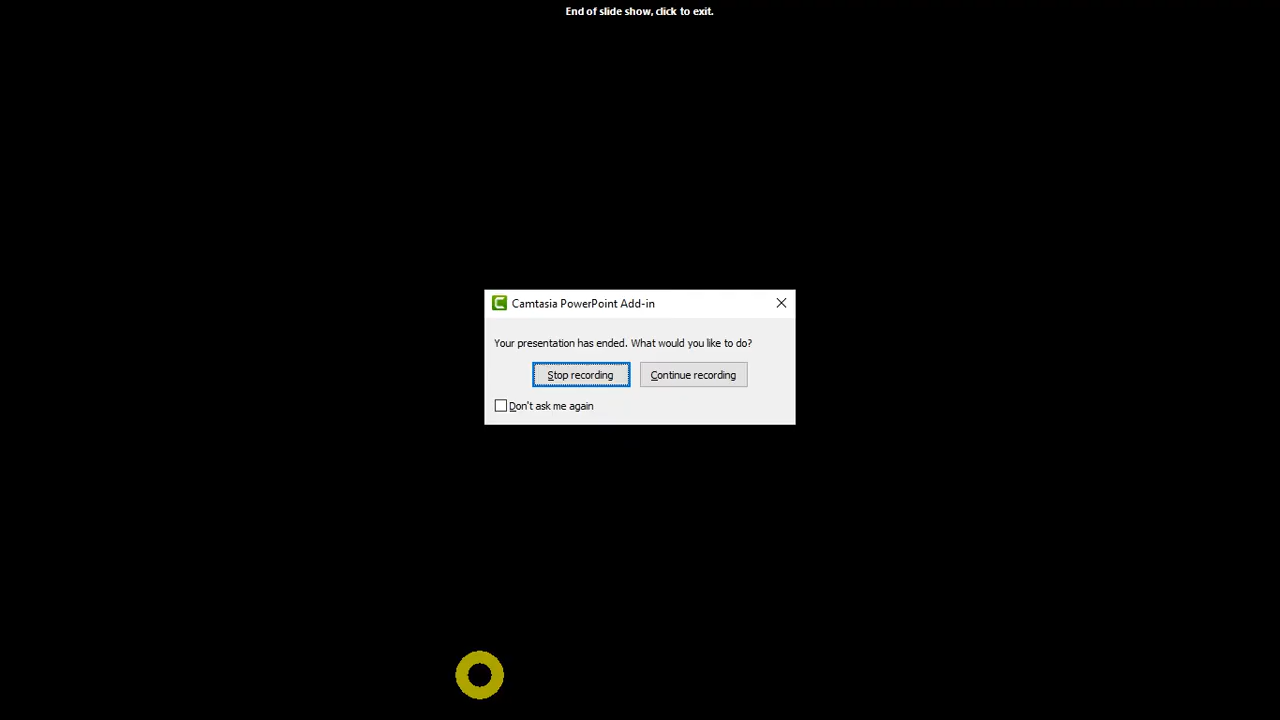 End of slide show, click to exit.
Camtasia PowerPoint Add-in
Your presentation has ended. What would you like to do?
Stop recording
Continue recording
Don't ask me again